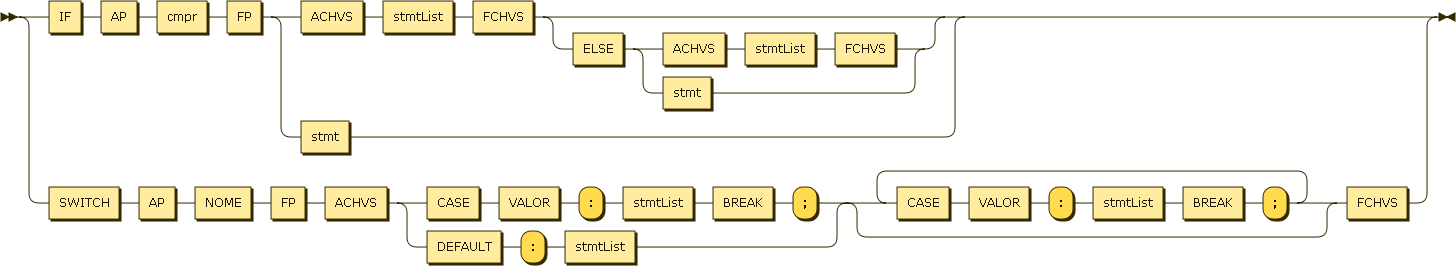 IF AP cmpr FP ACHVS stmtList FCHVS
ELSE ACHVS stmtList FCHVS
stmt
stmt
SWITCH AP NOME FP ACHVS CASE VALOR : stmtList BREAK ; CASE VALOR : stmtList BREAK ; FCHVS
DEFAULT : stmtList